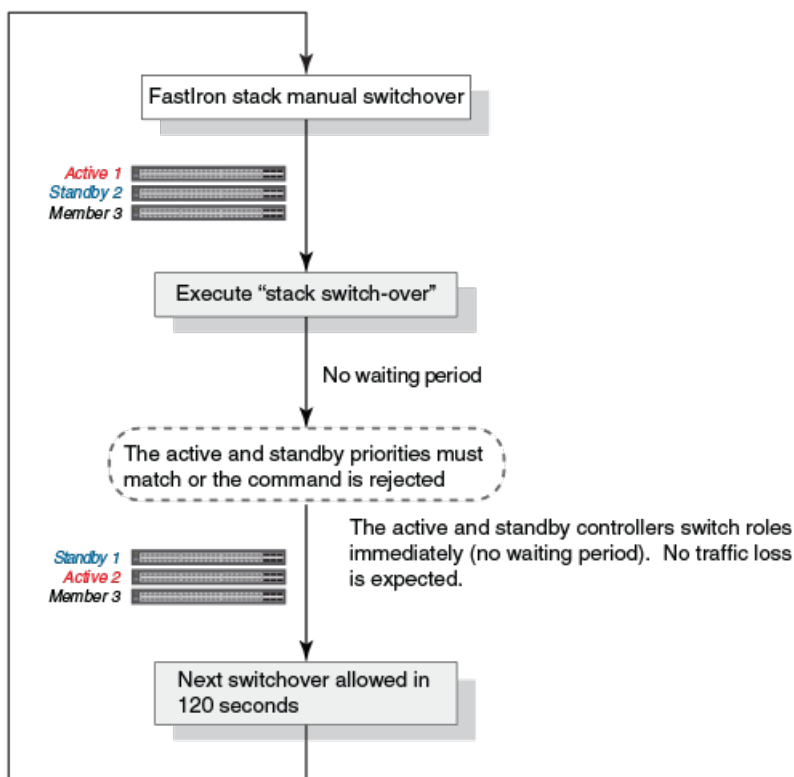 FastIron stack manual switchover
Active 1
Standby 2
Member 3
Execute “stack switch-over”
No waiting period
The active and standby priorities must
match or the command is rejected
The active and standby controllers switch roles
immediately (no waiting period). No traffic loss
is expected.
Standby 1
Active 2
Member 3
Next switchover allowed in
120 seconds